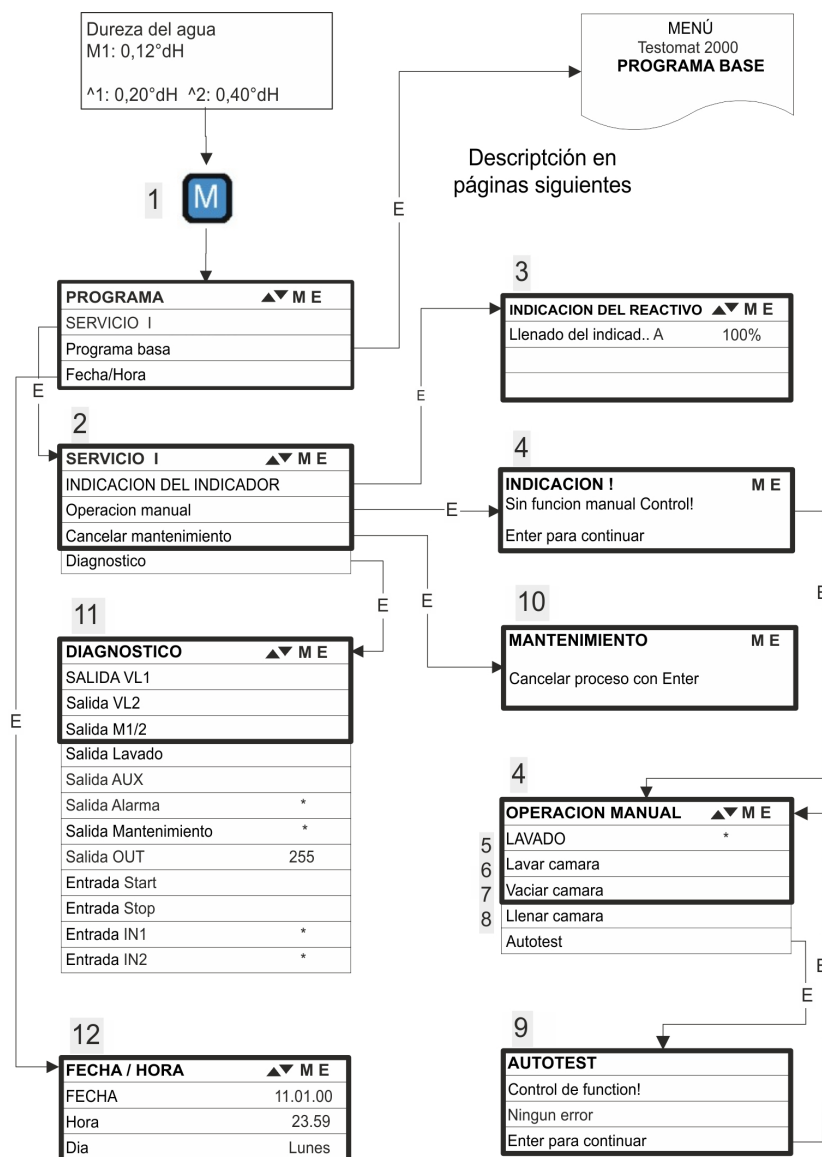 Dureza del agua
M1: 0,12°dH
^1: 0,20°dH ^2: 0,40°dH
MENÚ
Testomat 2000
PROGRAMA BASE
Descriptción en
páginas siguientes
1
M
E
PROGRAMA ▲▼ M E
SERVICIO I
Programa basa
Fecha/Hora
E
E
3
INDICACION DEL REACTIVO ▲▼ M E
Llenado del indicad.. A 100%
2
SERVICIO I ▲▼ M E
INDICACION DEL INDICADOR
Operacion manual
Cancelar mantenimiento
Diagnostico
E
E
E
4
INDICACION ! M E
Sin funcion manual Control!
Enter para continuar
E
10
MANTENIMIENTO M E
Cancelar proceso con Enter
11
DIAGNOSTICO ▲▼ M E
SALIDA VL1
Salida VL2
Salida M1/2
Salida Lavado
Salida AUX
Salida Alarma *
Salida Mantenimiento *
Salida OUT 255
Entrada Start
Entrada Stop
Entrada IN1 *
Entrada IN2 *
E
4
OPERACION MANUAL ▲▼ M E
5 LAVADO *
6 Lavar camara
7 Vaciar camara
8 Llenar camara
Autotest
E
E
12
FECHA / HORA ▲▼ M E
FECHA 11.01.00
Hora 23.59
Dia Lunes
9
AUTOTEST
Control de function!
Ningun error
Enter para continuar